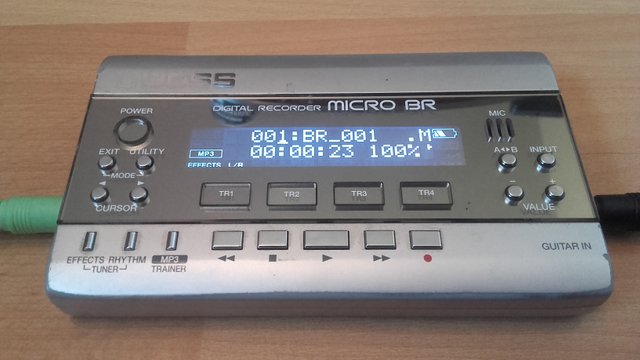 SS
DIGITAL RECORDER MICRO BR
POWER
MIC
001:BR_001 .M
MP3 00:00:23 100%
EFFECTS L/R
EXIT UTILITY
MODE
CURSOR
A B INPUT
VALUE
- +
TR1 TR2 TR3 TR4
EFFECTS RHYTHM MP3
TUNER TRAINER
GUITAR IN